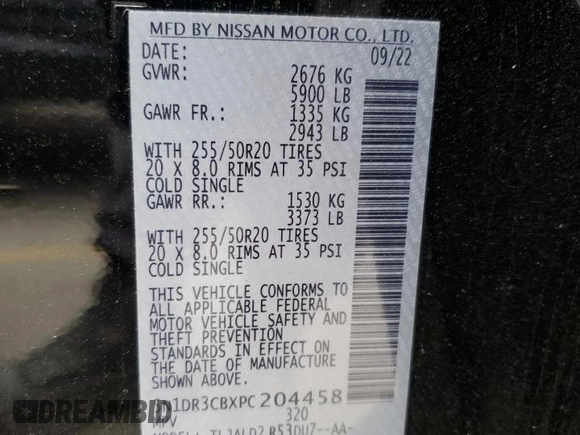 MFD BY NISSAN MOTOR CO., LTD.
DATE: 09/22
GVWR: 2676 KG
5900 LB
GAWR FR.: 1335 KG
2943 LB
WITH 255/50R20 TIRES
20 X 8.0 RIMS AT 35 PSI
COLD SINGLE
GAWR RR.: 1530 KG
3373 LB
WITH 255/50R20 TIRES
20 X 8.0 RIMS AT 35 PSI
COLD SINGLE
THIS VEHICLE CONFORMS TO
ALL APPLICABLE FEDERAL
MOTOR VEHICLE SAFETY AND
THEFT PREVENTION
STANDARDS IN EFFECT ON
THE DATE OF MANUFACTURE
SHOWN ABOVE.
1DR3CBXPC204458
MPV 320
CarCheckByVIN